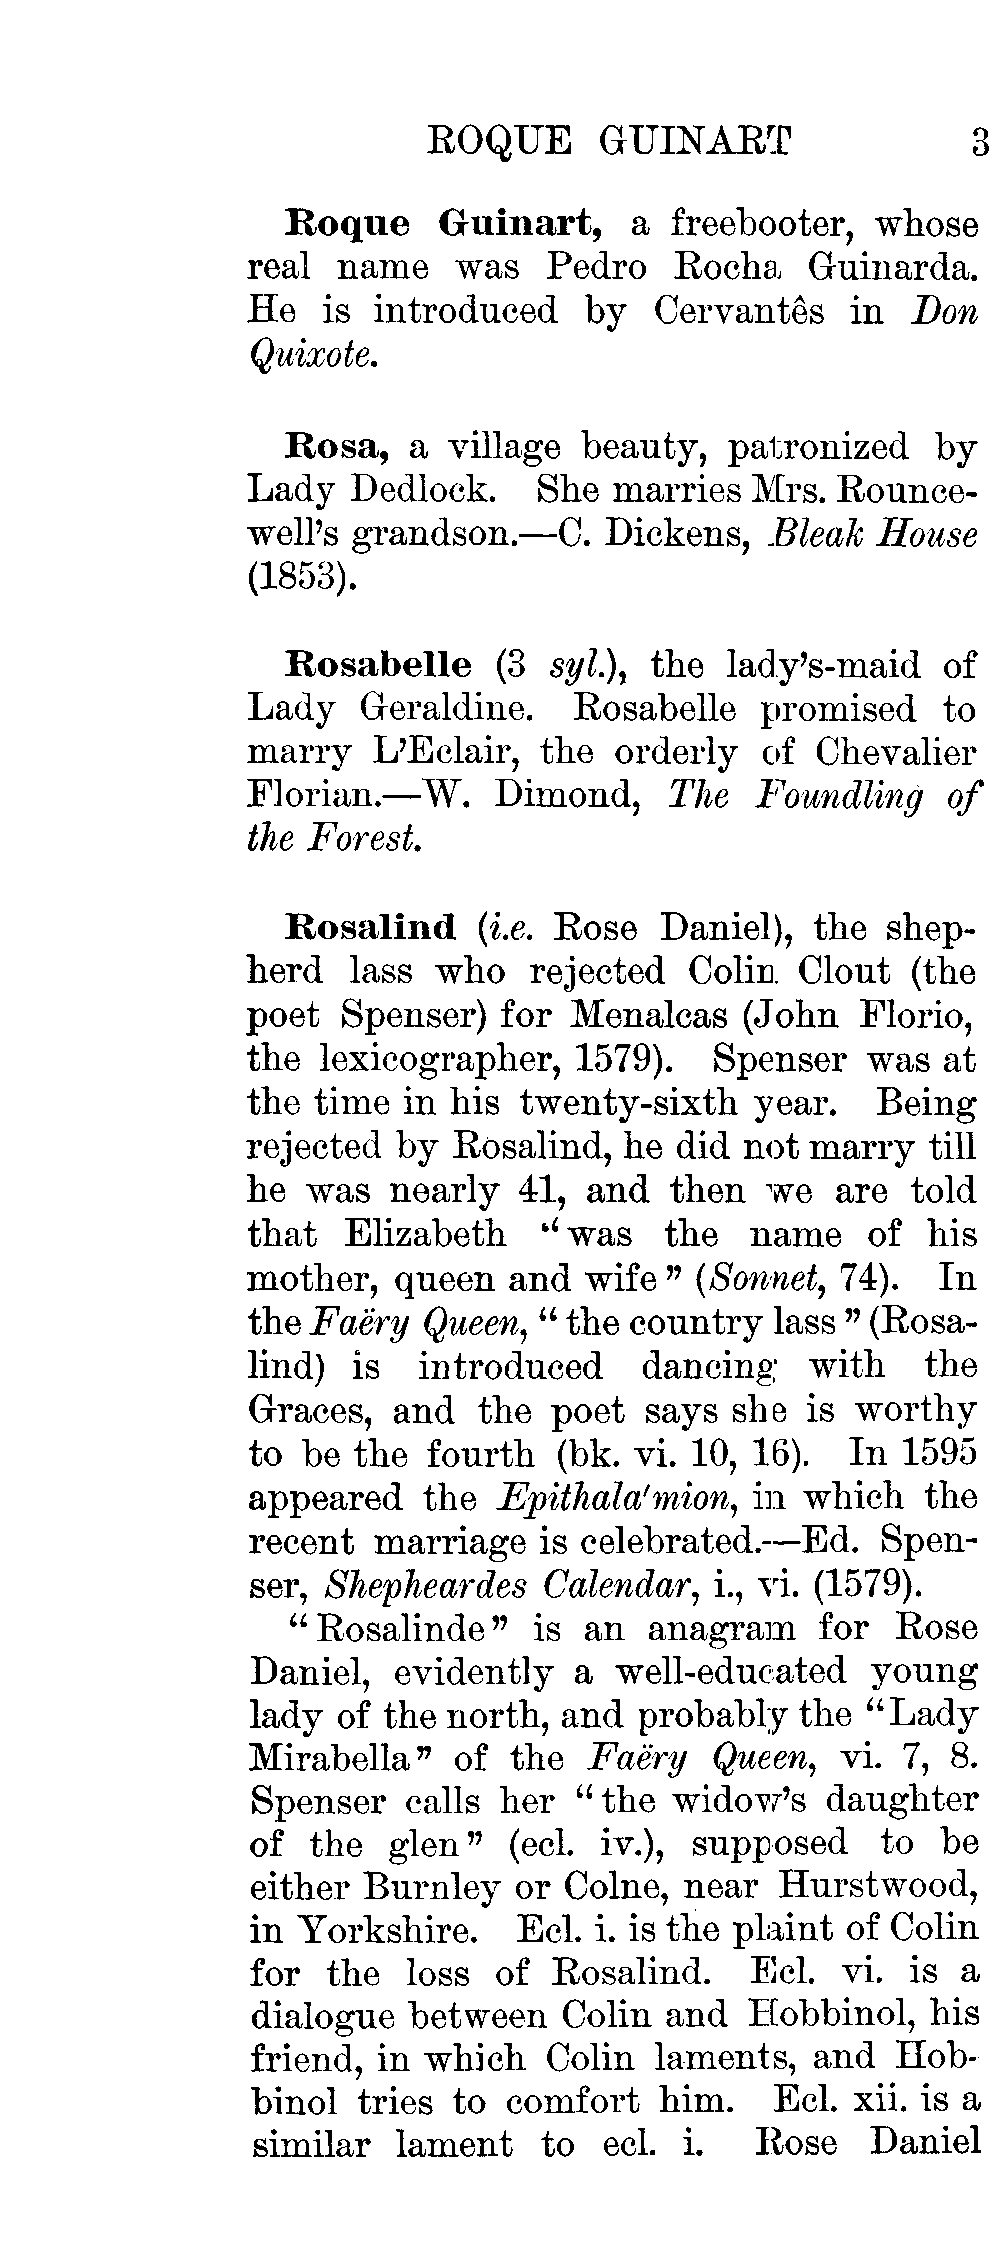 ROQUE GUINART 3
Roque Guinart, a freebooter, whose
real name was Pedro Rocha Guinarda.
He is introduced by Cervantês in Don
Quixote.
Rosa, a village beauty, patronized by
Lady Dedlock. She marries Mrs. Rounce-
well's grandson.—C. Dickens, Bleak House
(1853).
Rosabelle (3 syl.), the lady's-maid of
Lady Geraldine. Rosabelle promised to
marry L'Eclair, the orderly of Chevalier
Florian.—W. Dimond, The Foundling of
the Forest.
Rosalind (i.e. Rose Daniel), the shep-
herd lass who rejected Colin Clout (the
poet Spenser) for Menalcas (John Florio,
the lexicographer, 1579). Spenser was at
the time in his twenty-sixth year. Being
rejected by Rosalind, he did not marry till
he was nearly 41, and then we are told
that Elizabeth "was the name of his
mother, queen and wife" (Sonnet, 74). In
the Faëry Queen, "the country lass" (Rosa-
lind) is introduced dancing with the
Graces, and the poet says she is worthy
to be the fourth (bk. vi. 10, 16). In 1595
appeared the Epithala'mion, in which the
recent marriage is celebrated.—Ed. Spen-
ser, Shepheardes Calendar, i., vi. (1579).
"Rosalinde" is an anagram for Rose
Daniel, evidently a well-educated young
lady of the north, and probably the "Lady
Mirabella" of the Faëry Queen, vi. 7, 8.
Spenser calls her "the widow's daughter
of the glen" (ecl. iv.), supposed to be
either Burnley or Colne, near Hurstwood,
in Yorkshire. Ecl. i. is the plaint of Colin
for the loss of Rosalind. Ecl. vi. is a
dialogue between Colin and Hobbinol, his
friend, in which Colin laments, and Hob-
binol tries to comfort him. Ecl. xii. is a
similar lament to ecl. i. Rose Daniel